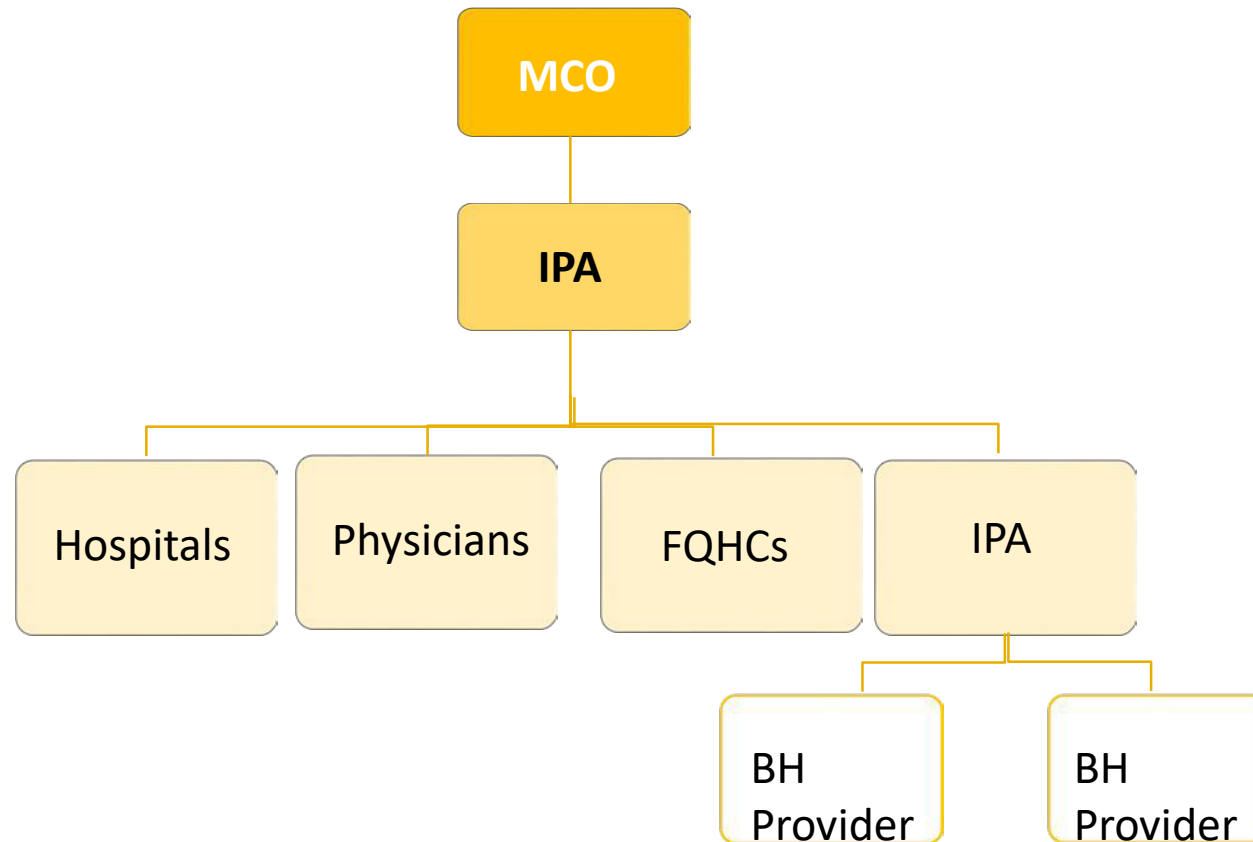 MCO
IPA
Hospitals
Physicians
FQHCs
IPA
BH
Provider
BH
Provider